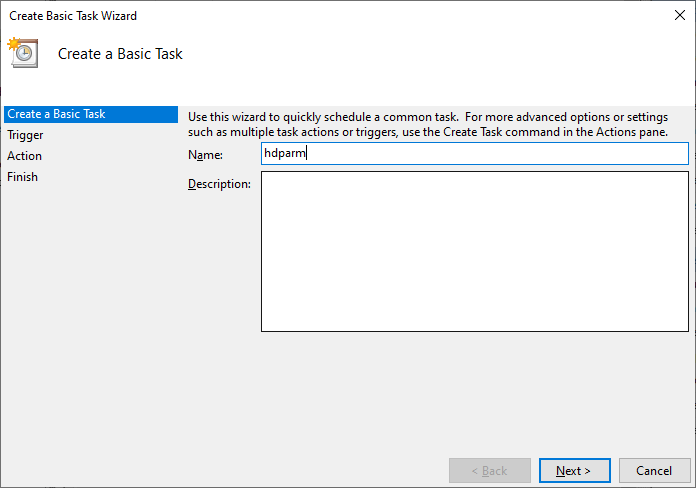 Create Basic Task Wizard
Create a Basic Task
Create a Basic Task
Trigger
Action
Finish
Use this wizard to quickly schedule a common task.  For more advanced options or settings
such as multiple task actions or triggers, use the Create Task command in the Actions pane.
Name:
hdparm
Description:
< Back
Next >
Cancel